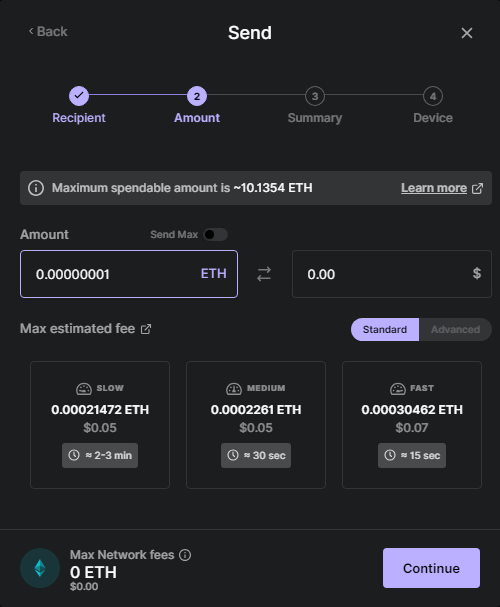 Back
Send
2
3
4
Recipient
Amount
Summary
Device
Maximum spendable amount is ~10.1354 ETH
Learn more
Amount
Send Max
0.00000001 ETH
0.00 $
Max estimated fee
Standard
Advanced
SLOW
0.00021472 ETH
$0.05
≈ 2-3 min
MEDIUM
0.0002261 ETH
$0.05
≈ 30 sec
FAST
0.00030462 ETH
$0.07
≈ 15 sec
Max Network fees
0 ETH
$0.00
Continue